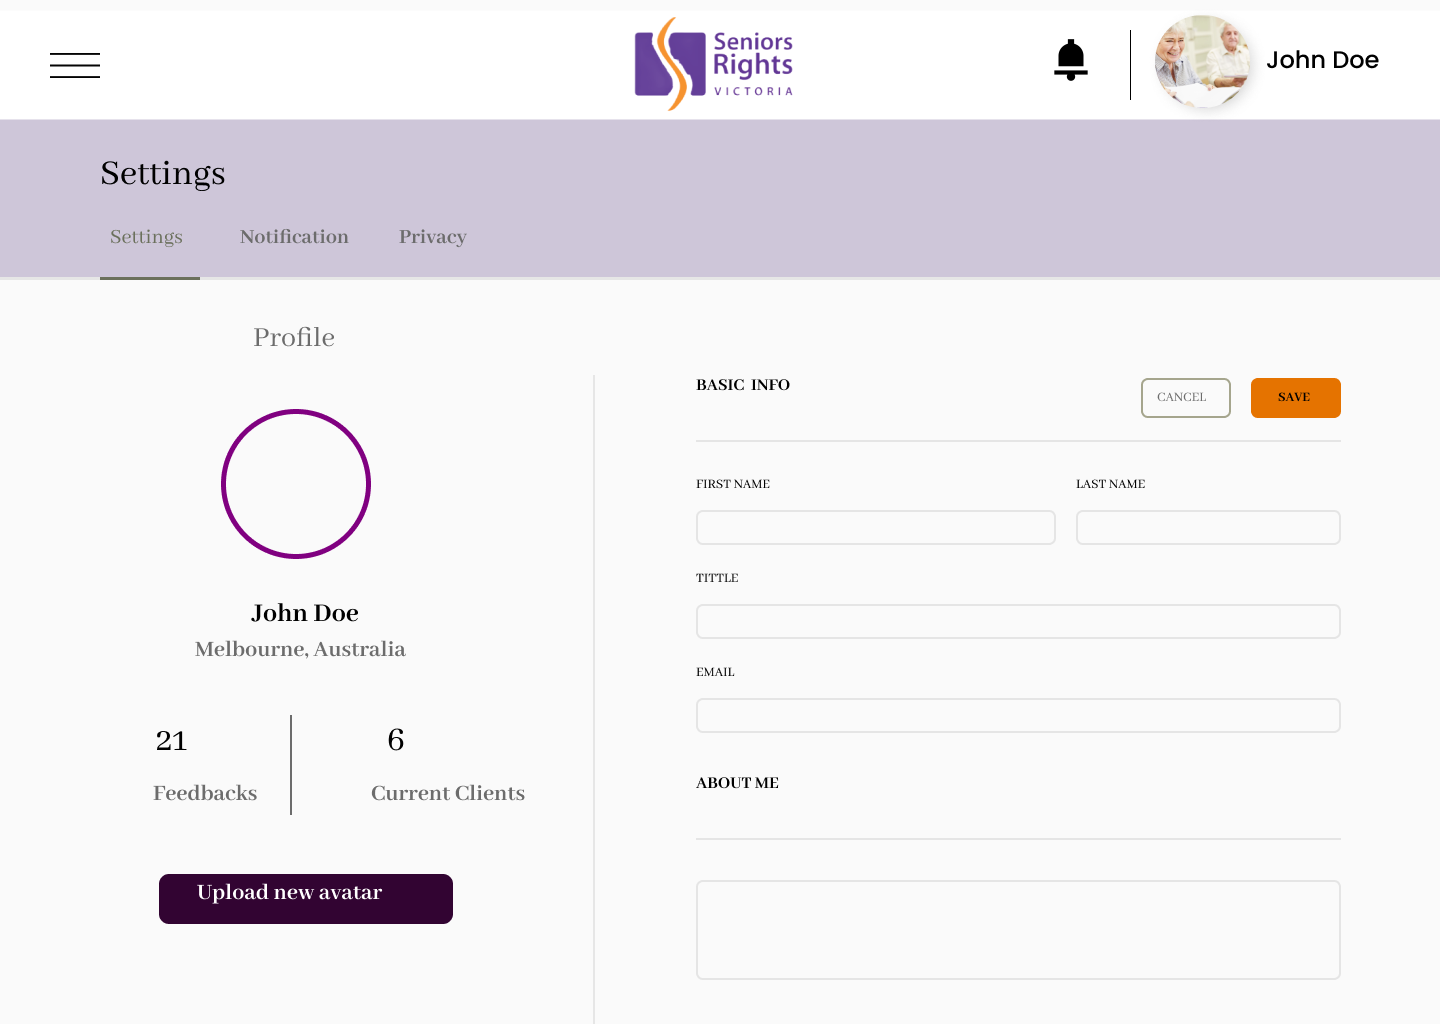 Seniors
Rights
VICTORIA
John Doe
Settings
Settings Notification Privacy
Profile
John Doe
Melbourne, Australia
21 6
Feedbacks Current Clients
Upload new avatar
BASIC INFO
CANCEL SAVE
FIRST NAME LAST NAME
TITTLE
EMAIL
ABOUT ME